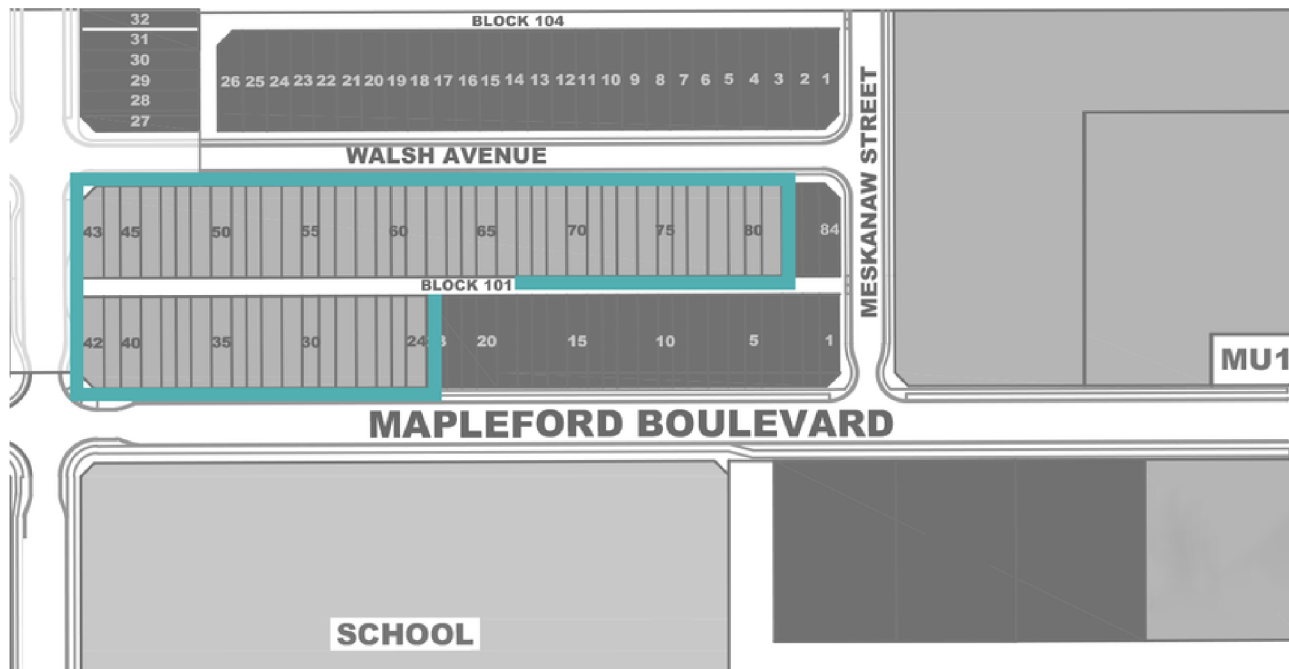 32
BLOCK 104
31
30
29
28
27
26 25 24 23 22 21 20 19 18 17 16 15 14 13 12 11 10 9 8 7 6 5 4 3 2 1
MESKANAW STREET
WALSH AVENUE
43 45 50 55 60 65 70 75 80 84
BLOCK 101
42 40 35 30 24 20 15 10 5 1
MU1
MAPLEFORD BOULEVARD
SCHOOL